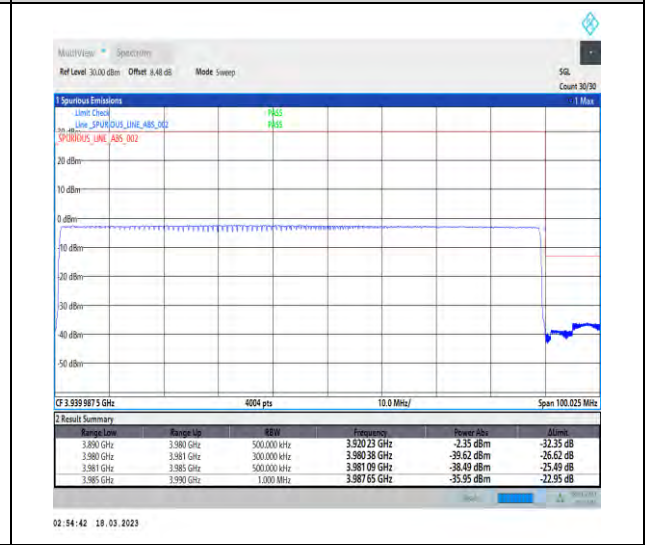 MultiView Spectrum
Ref Level 30.00 dBm Offset 8.48 dB Mode Sweep SGL
Count 30/30
1 Spurious Emissions 1 Max
Limit Check PASS
Line _SPURIOUS_LINE_ABS_002 PASS
_SPURIOUS_LINE_ABS_002
20 dBm
10 dBm
0 dBm
-10 dBm
-20 dBm
-30 dBm
-40 dBm
-50 dBm
CF 3.939 987 5 GHz 4004 pts 10.0 MHz/ Span 100.025 MHz
2 Result Summary
Range Low Range Up RBW Frequency Power Abs ΔLimit
3.890 GHz 3.980 GHz 500.000 kHz 3.920 23 GHz -2.35 dBm -32.35 dB
3.980 GHz 3.981 GHz 300.000 kHz 3.980 38 GHz -39.62 dBm -26.62 dB
3.981 GHz 3.985 GHz 500.000 kHz 3.981 09 GHz -38.49 dBm -25.49 dB
3.985 GHz 3.990 GHz 1.000 MHz 3.987 65 GHz -35.95 dBm -22.95 dB
02:54:42 18.03.2023